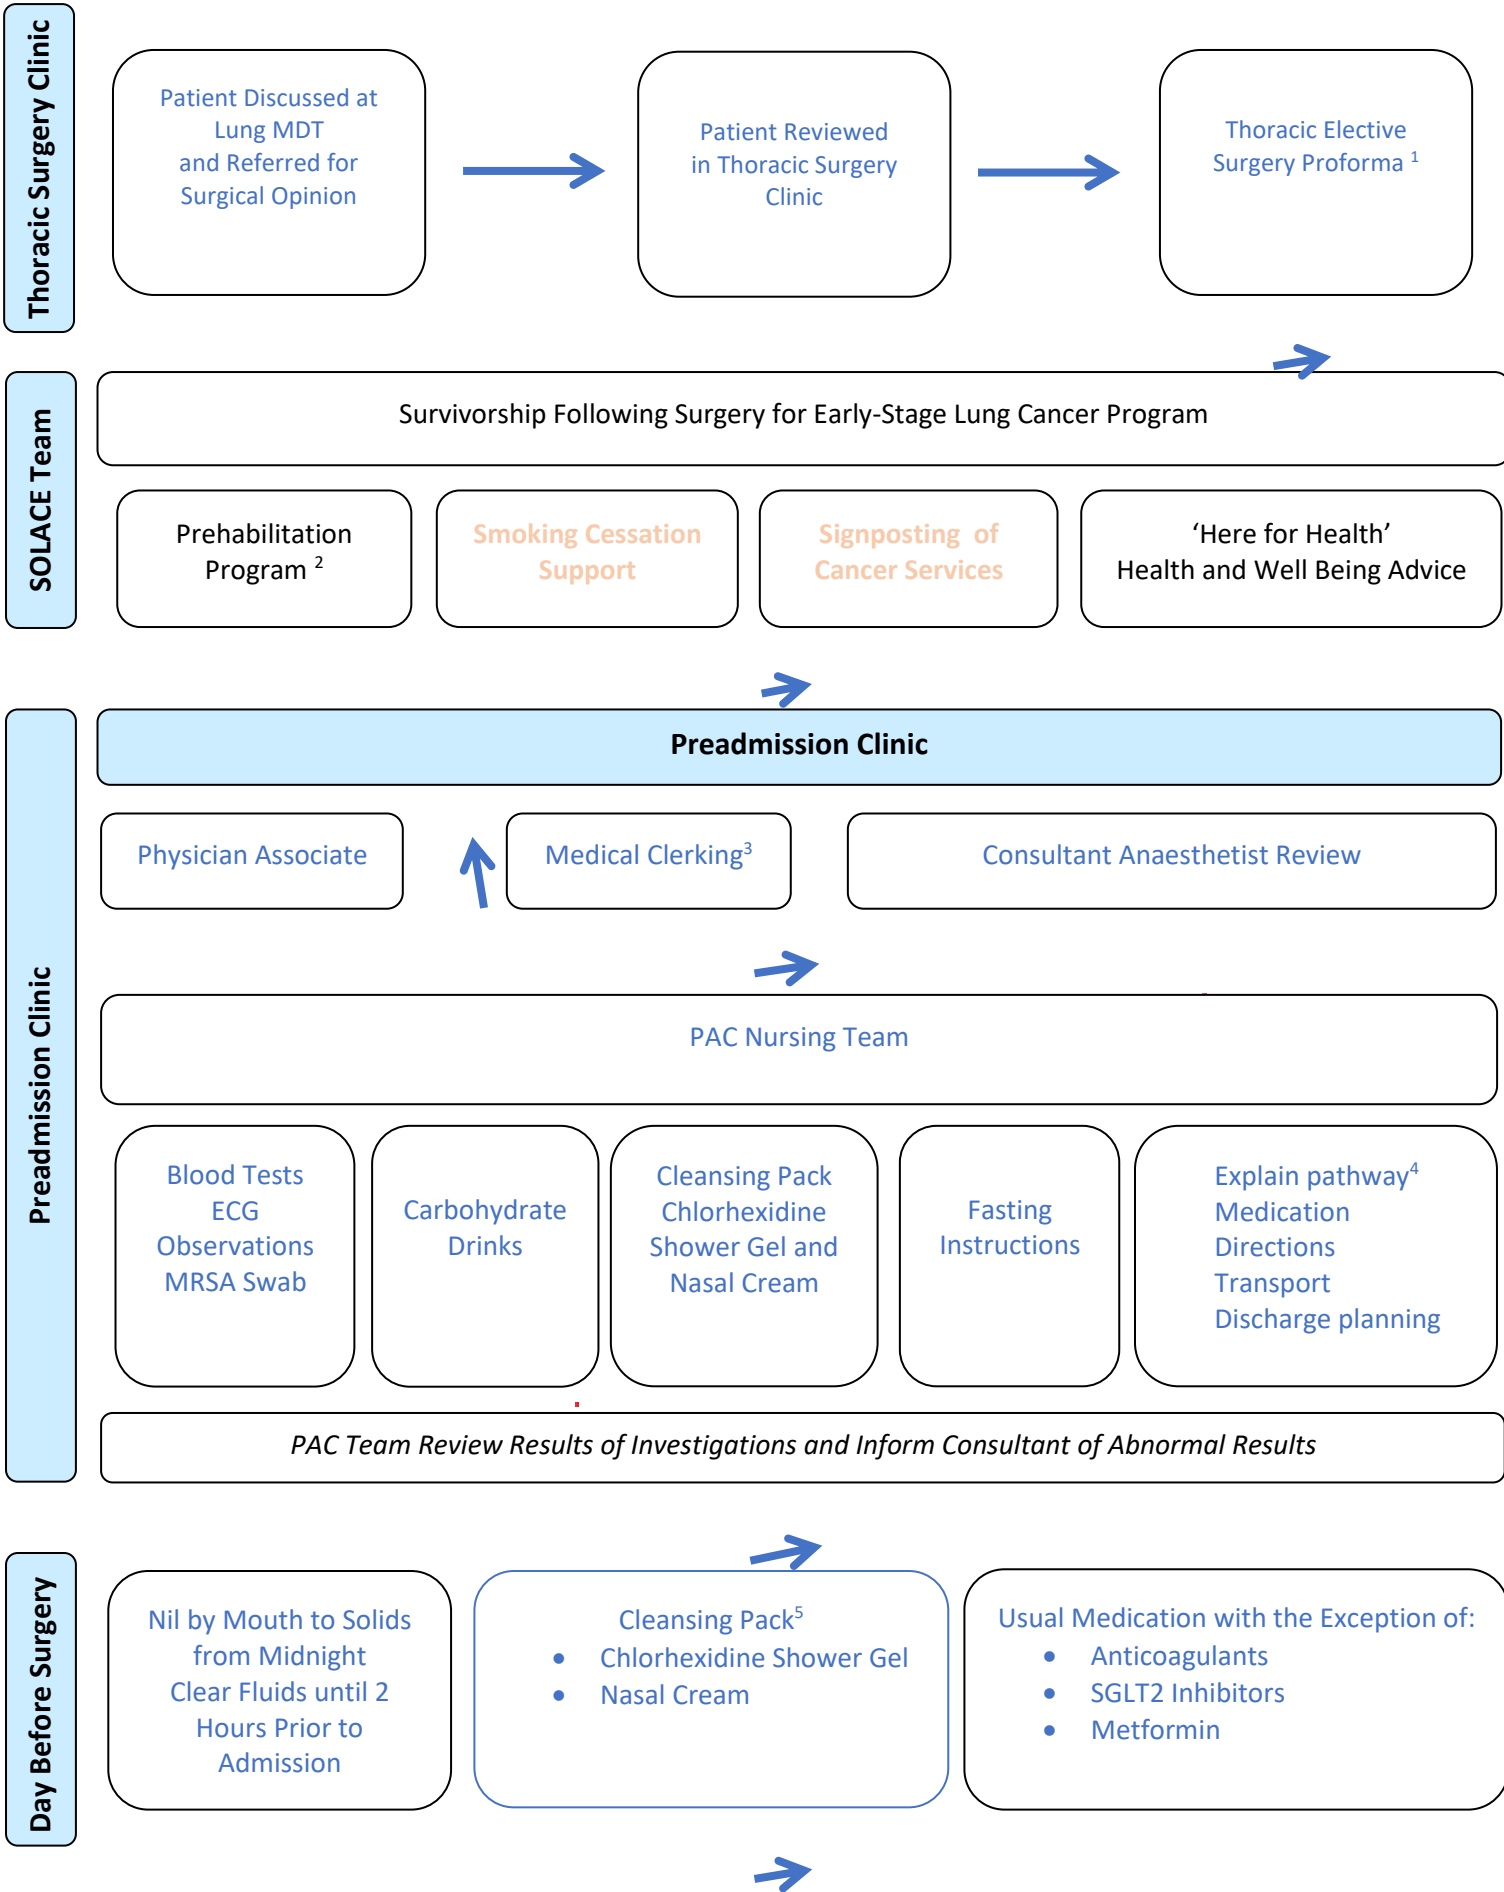 Thoracic Surgery Clinic
Patient Discussed at
Lung MDT
and Referred for
Surgical Opinion
Patient Reviewed
in Thoracic Surgery
Clinic
Thoracic Elective
Surgery Proforma 1
SOLACE Team
Survivorship Following Surgery for Early-Stage Lung Cancer Program
Prehabilitation
Program 2
Smoking Cessation
Support
Signposting of
Cancer Services
‘Here for Health’
Health and Well Being Advice
Preadmission Clinic
Preadmission Clinic
Physician Associate
Medical Clerking3
Consultant Anaesthetist Review
PAC Nursing Team
Blood Tests
ECG
Observations
MRSA Swab
Carbohydrate
Drinks
Cleansing Pack
Chlorhexidine
Shower Gel and
Nasal Cream
Fasting
Instructions
Explain pathway4
Medication
Directions
Transport
Discharge planning
PAC Team Review Results of Investigations and Inform Consultant of Abnormal Results
Day Before Surgery
Nil by Mouth to Solids
from Midnight
Clear Fluids until 2
Hours Prior to
Admission
Cleansing Pack5
• Chlorhexidine Shower Gel
• Nasal Cream
Usual Medication with the Exception of:
• Anticoagulants
• SGLT2 Inhibitors
• Metformin